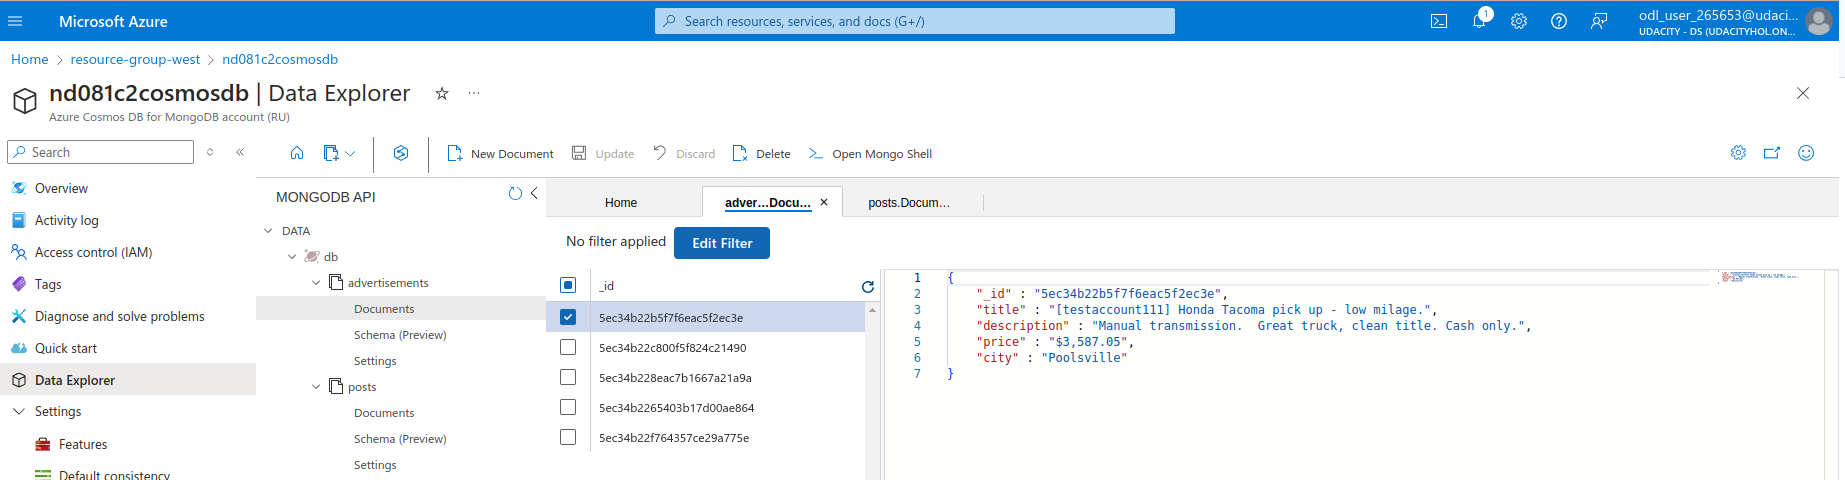 Microsoft Azure
Search resources, services, and docs (G+/)
1
odl_user_265653@udaci...
UDACITY - DS (UDACITYHOL.ON...
Home > resource-group-west > nd081c2cosmosdb
nd081c2cosmosdb | Data Explorer
Azure Cosmos DB for MongoDB account (RU)
Search
Overview
Activity log
Access control (IAM)
Tags
Diagnose and solve problems
Quick start
Data Explorer
Settings
Features
Default consistency
New Document
Update
Discard
Delete
Open Mongo Shell
MONGODB API
DATA
db
advertisements
Documents
Schema (Preview)
Settings
posts
Documents
Schema (Preview)
Settings
Home
adver...Docu...
posts.Docum...
No filter applied
Edit Filter
_id
5ec34b22b5f7f6eac5f2ec3e
5ec34b22c800f5f824c21490
5ec34b228eac7b1667a21a9a
5ec34b2265403b17d00ae864
5ec34b22f764357ce29a775e
1 {
2 "_id" : "5ec34b22b5f7f6eac5f2ec3e",
3 "title" : "[testaccount111] Honda Tacoma pick up - low milage.",
4 "description" : "Manual transmission.  Great truck, clean title. Cash only.",
5 "price" : "$3,587.05",
6 "city" : "Poolsville"
7 }